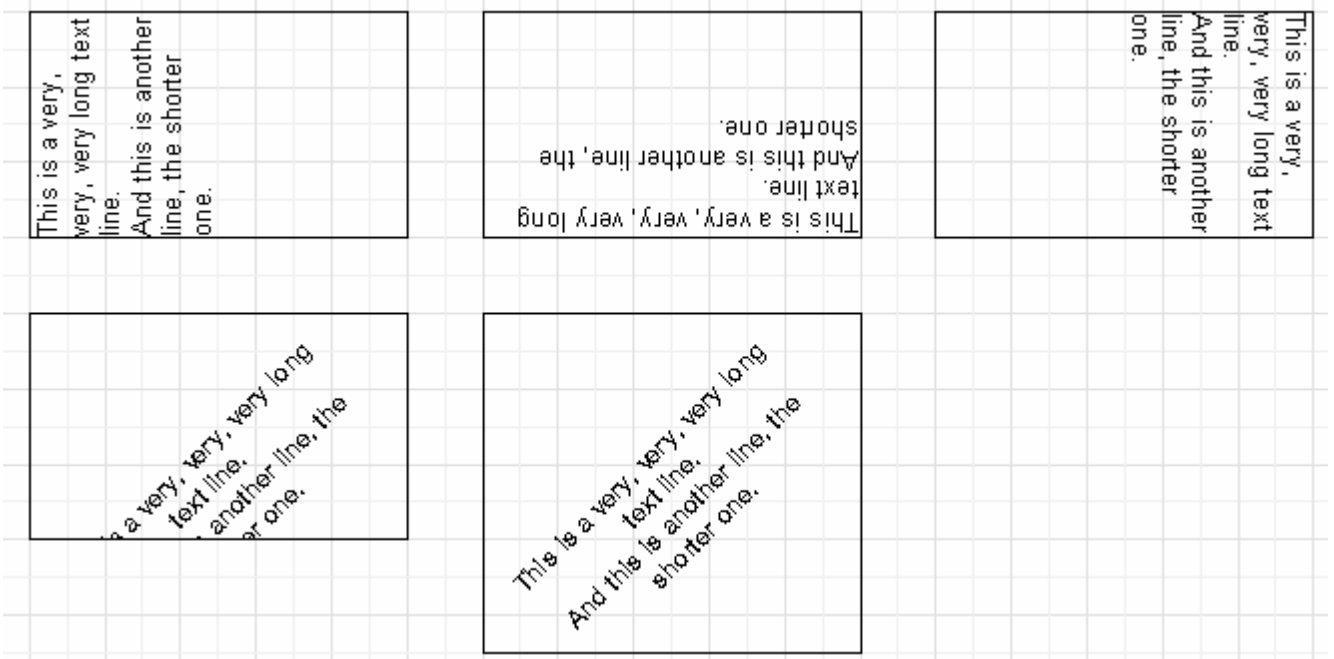 This is a very,
very, very long text
line.
And this is another
line, the shorter
one.
This is a very, very, very long
text line.
And this is another line, the
shorter one.
This is a very,
very, very long text
line.
And this is another
line, the shorter
one.
a very, very, very long
text line.
another line, the
one.
This is a very, very, very long
text line.
And this is another line, the
shorter one.